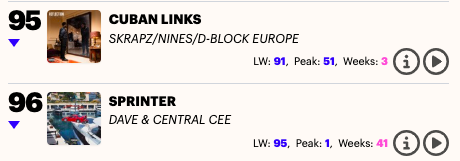 95
CUBAN LINKS
SKRAPZ/NINES/D-BLOCK EUROPE
LW: 91, Peak: 51, Weeks: 3
96
SPRINTER
DAVE & CENTRAL CEE
LW: 95, Peak: 1, Weeks: 41